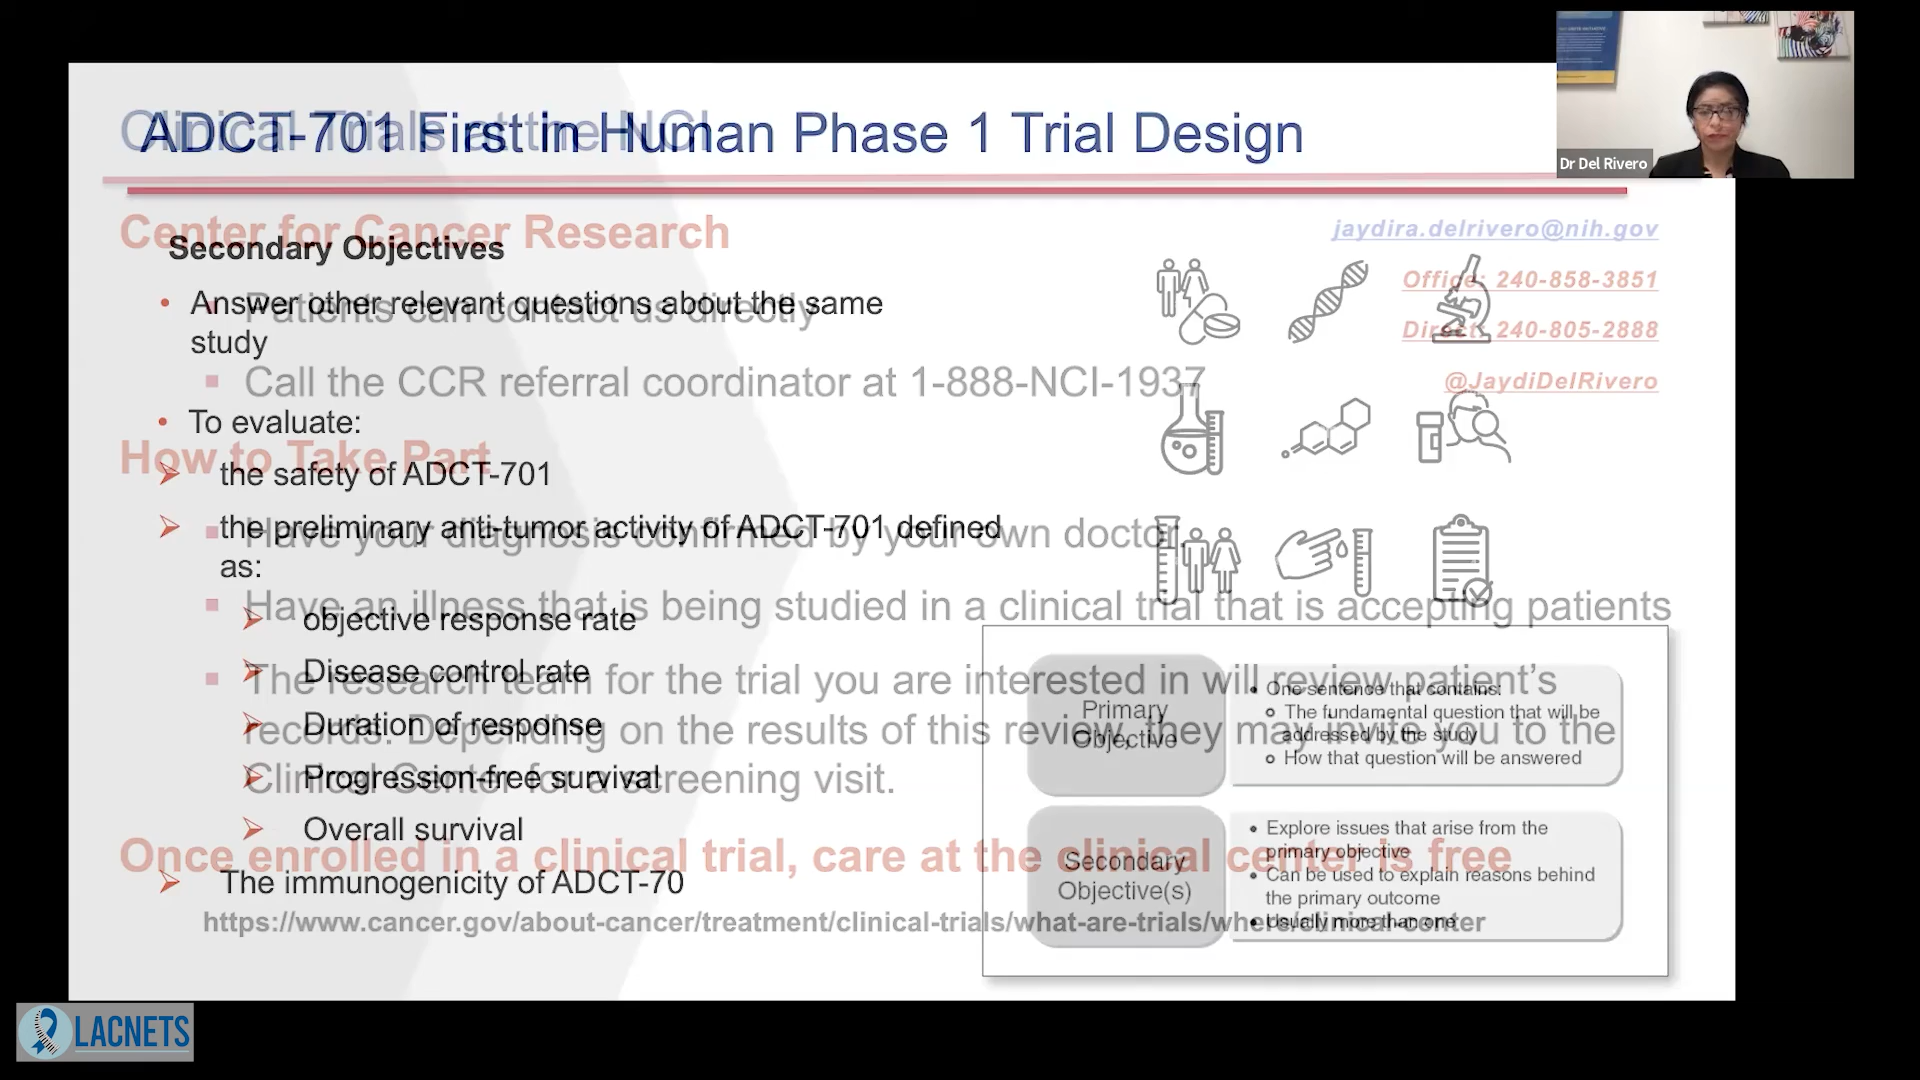 ADCT-701 First in Human Phase 1 Trial Design
Secondary Objectives
• Answer other relevant questions about the same
study
• To evaluate:
➢ the safety of ADCT-701
➢ the preliminary anti-tumor activity of ADCT-701 defined
as:
➢ objective response rate
➢ Disease control rate
➢ Duration of response
➢ Progression-free survival
➢ Overall survival
➢ The immunogenicity of ADCT-70
Primary
Objective
• One sentence that contains:
o The fundamental question that will be
addressed by the study
o How that question will be answered
Secondary
Objective(s)
• Explore issues that arise from the
primary objective
• Can be used to explain reasons behind
the primary outcome
• Usually more than one
Clinical Trials at the NCI
Center for Cancer Research
▪ Patients can contact us directly
▪ Call the CCR referral coordinator at 1-888-NCI-1937
How to Take Part
▪ Have your diagnosis confirmed by your own doctor.
▪ Have an illness that is being studied in a clinical trial that is accepting patients
▪ The research team for the trial you are interested in will review patient’s
records. Depending on the results of this review, they may invite you to the
Clinical Center for a screening visit.
Once enrolled in a clinical trial, care at the clinical center is free
https://www.cancer.gov/about-cancer/treatment/clinical-trials/what-are-trials/where/clinical-center
jaydira.delrivero@nih.gov
Office: 240-858-3851
Direct: 240-805-2888
@JaydiDelRivero
Dr Del Rivero
LACNETS